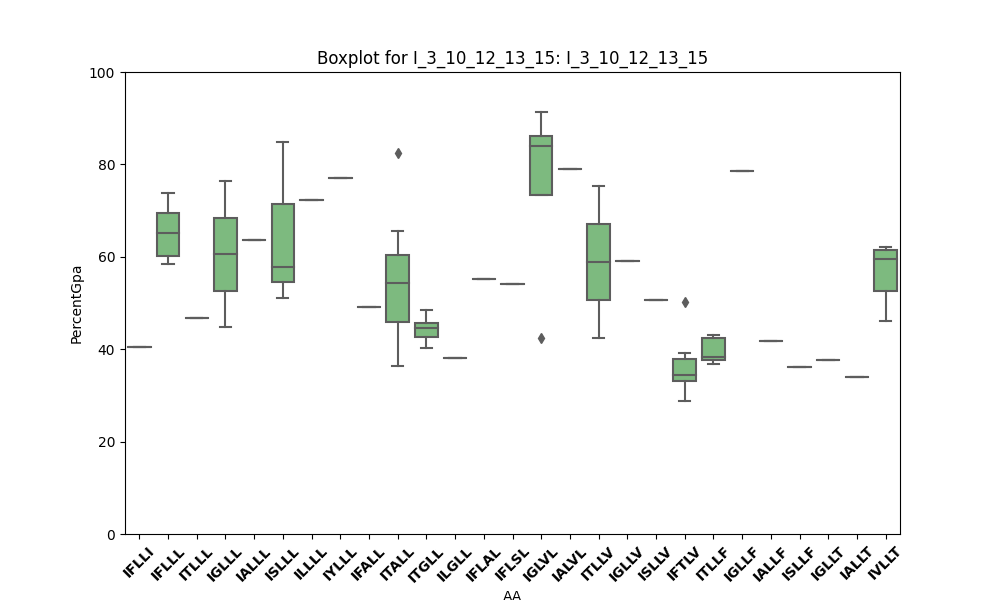 Boxplot for I_3_10_12_13_15: I_3_10_12_13_15
100
80
60
40
20
0
PercentGpa
IFLLI
IFLLL
ITLLL
IGLLL
IALLL
ISLLL
ILLLL
IYLLL
IFALL
ITALL
ITGLL
ILGLL
IFLAL
IFLSL
IGLVL
IALVL
ITLLV
IGLLV
ISLLV
IFTLV
ITLLF
IGLLF
IALLF
ISLLF
IGLLT
IALLT
IVLLT
AA